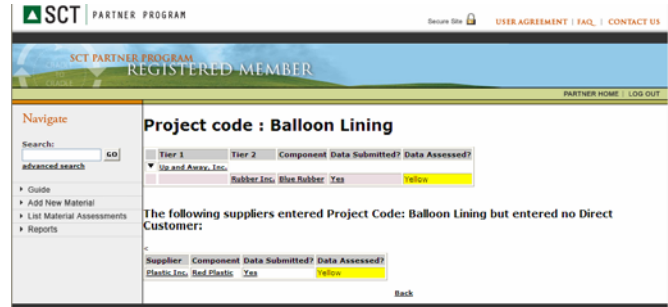 SCT PARTNER PROGRAM
Secure Site USER AGREEMENT | FAQ | CONTACT US
SCT PARTNER PROGRAM
REGISTERED MEMBER
TO
CRADLE
PARTNER HOME | LOG OUT
Navigate
Search:
GO
advanced search
Guide
Add New Material
List Material Assessments
Reports
Project code : Balloon Lining
Tier 1 Tier 2 Component Data Submitted? Data Assessed?
▼ Up and Away, Inc.
Rubber Inc. Blue Rubber Yes Yellow
The following suppliers entered Project Code: Balloon Lining but entered no Direct
Customer:
<
Supplier Component Data Submitted? Data Assessed?
Plastic Inc. Red Plastic Yes Yellow
Back